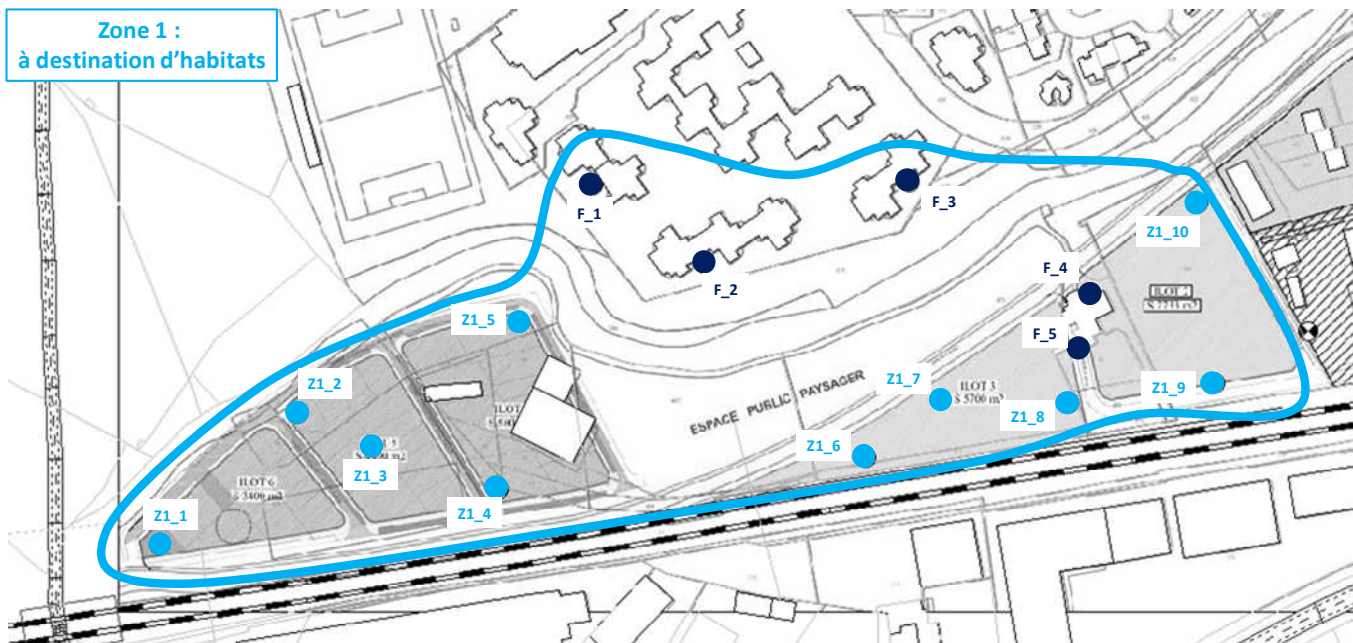 Zone 1 :
à destination d’habitats
F_1
F_3
Z1_10
F_2
F_4
Z1_5
F_5
Z1_2
Z1_7
ILOT 3
S 5700 m2
Z1_9
Z1_8
ESPACE PUBLIC PAYSAGER
Z1_6
Z1_3
ILOT 6
S 3400 m2
Z1_4
Z1_1
ILOT